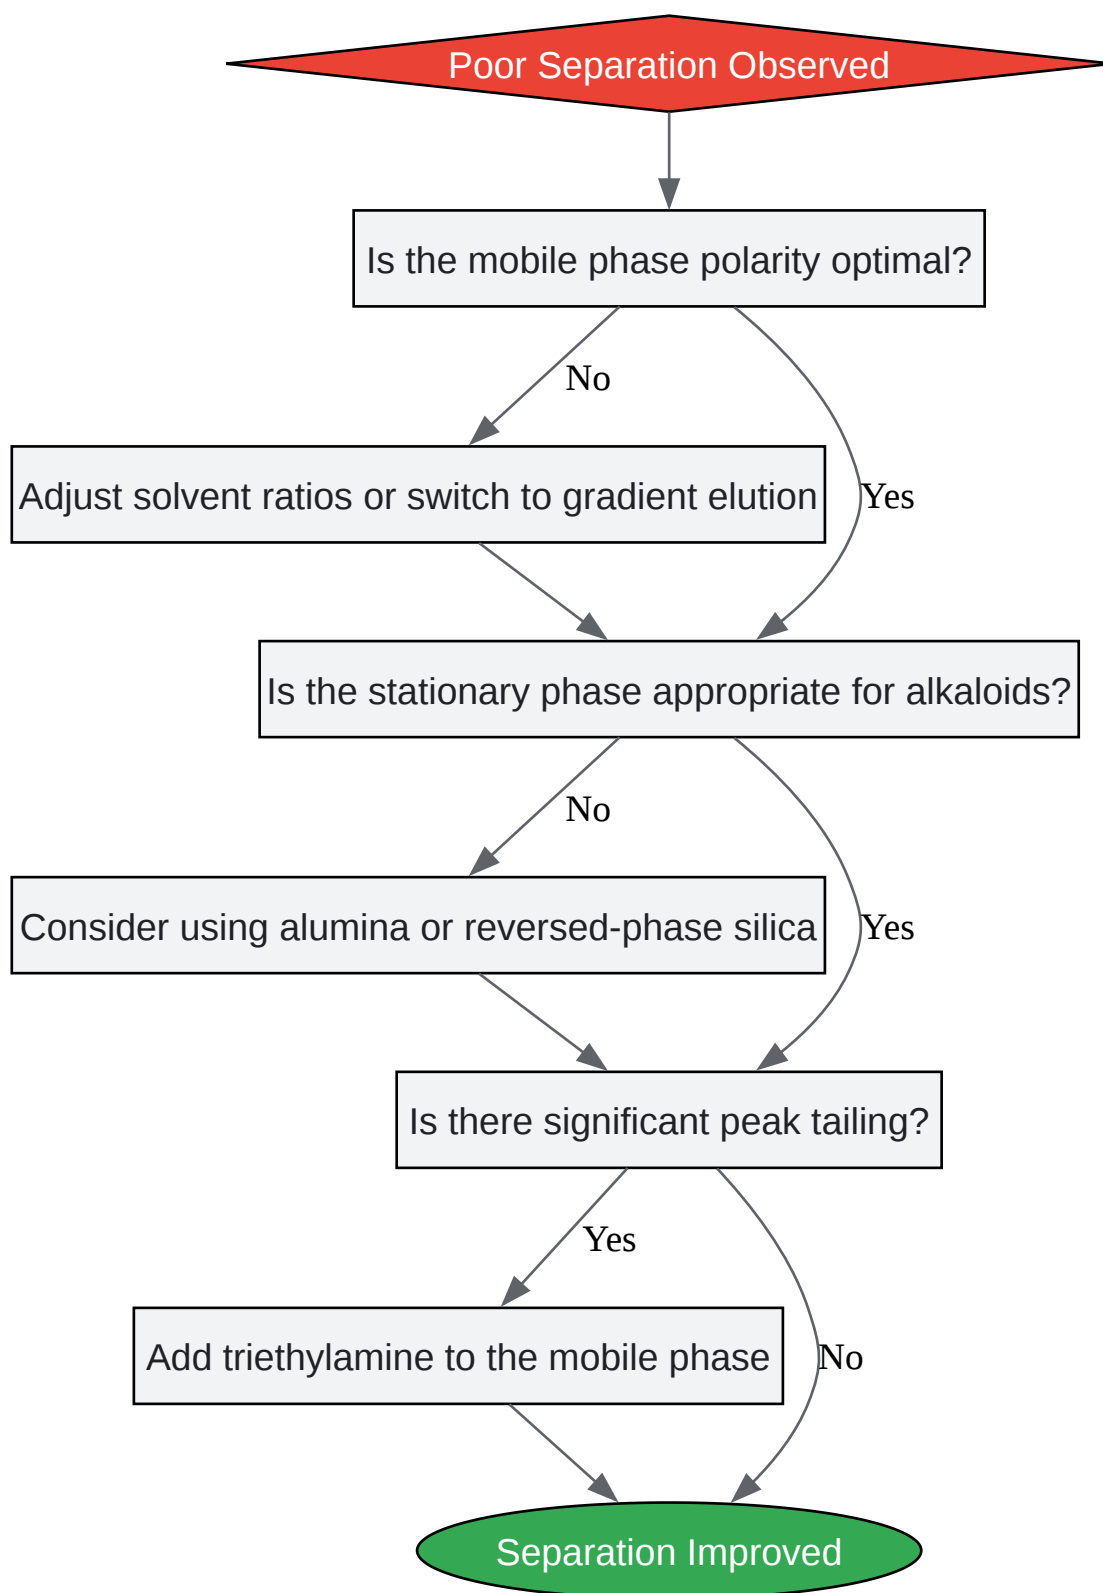 Poor Separation Observed
Is the mobile phase polarity optimal?
No
Adjust solvent ratios or switch to gradient elution
Yes
Is the stationary phase appropriate for alkaloids?
No
Consider using alumina or reversed-phase silica
Yes
Is there significant peak tailing?
Yes
Add triethylamine to the mobile phase
No
Separation Improved